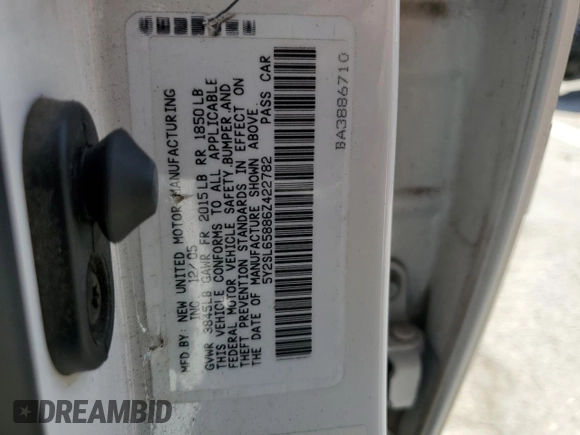 MFD.BY: NEW UNITED MOTOR MANUFACTURING
INC 12/05
GVWR 3845LB GAWR FR 2015LB RR 1850LB
THIS VEHICLE CONFORMS TO ALL APPLICABLE
FEDERAL MOTOR VEHICLE SAFETY,BUMPER,AND
THEFT PREVENTION STANDARDS IN EFFECT ON
THE DATE OF MANUFACTURE SHOWN ABOVE.
5Y2SL65886Z422782 PASS CAR
BA3886710
DREAMBID